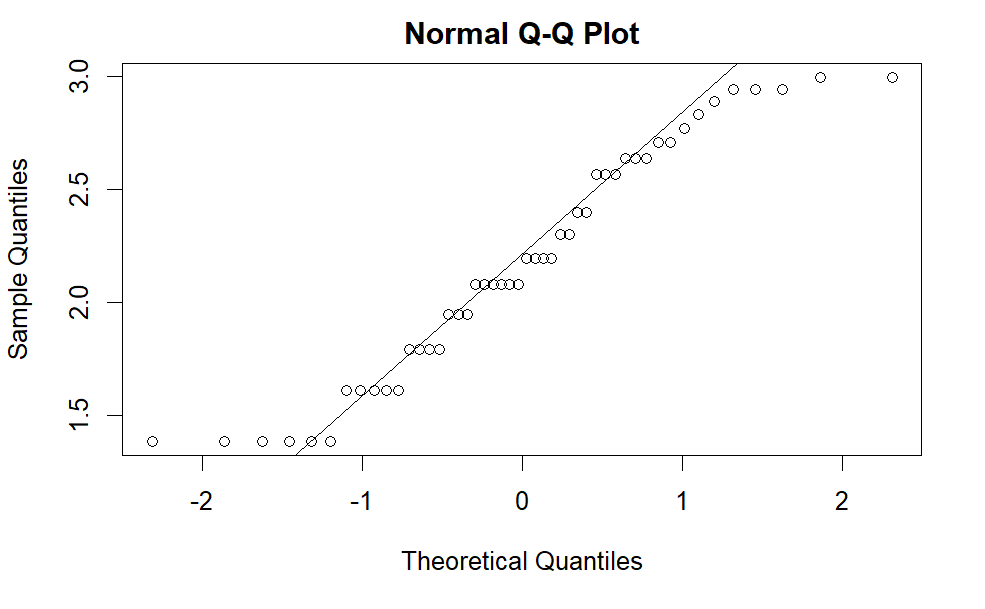 Normal Q-Q Plot
Sample Quantiles
3.0
2.5
2.0
1.5
-2 -1 0 1 2
Theoretical Quantiles